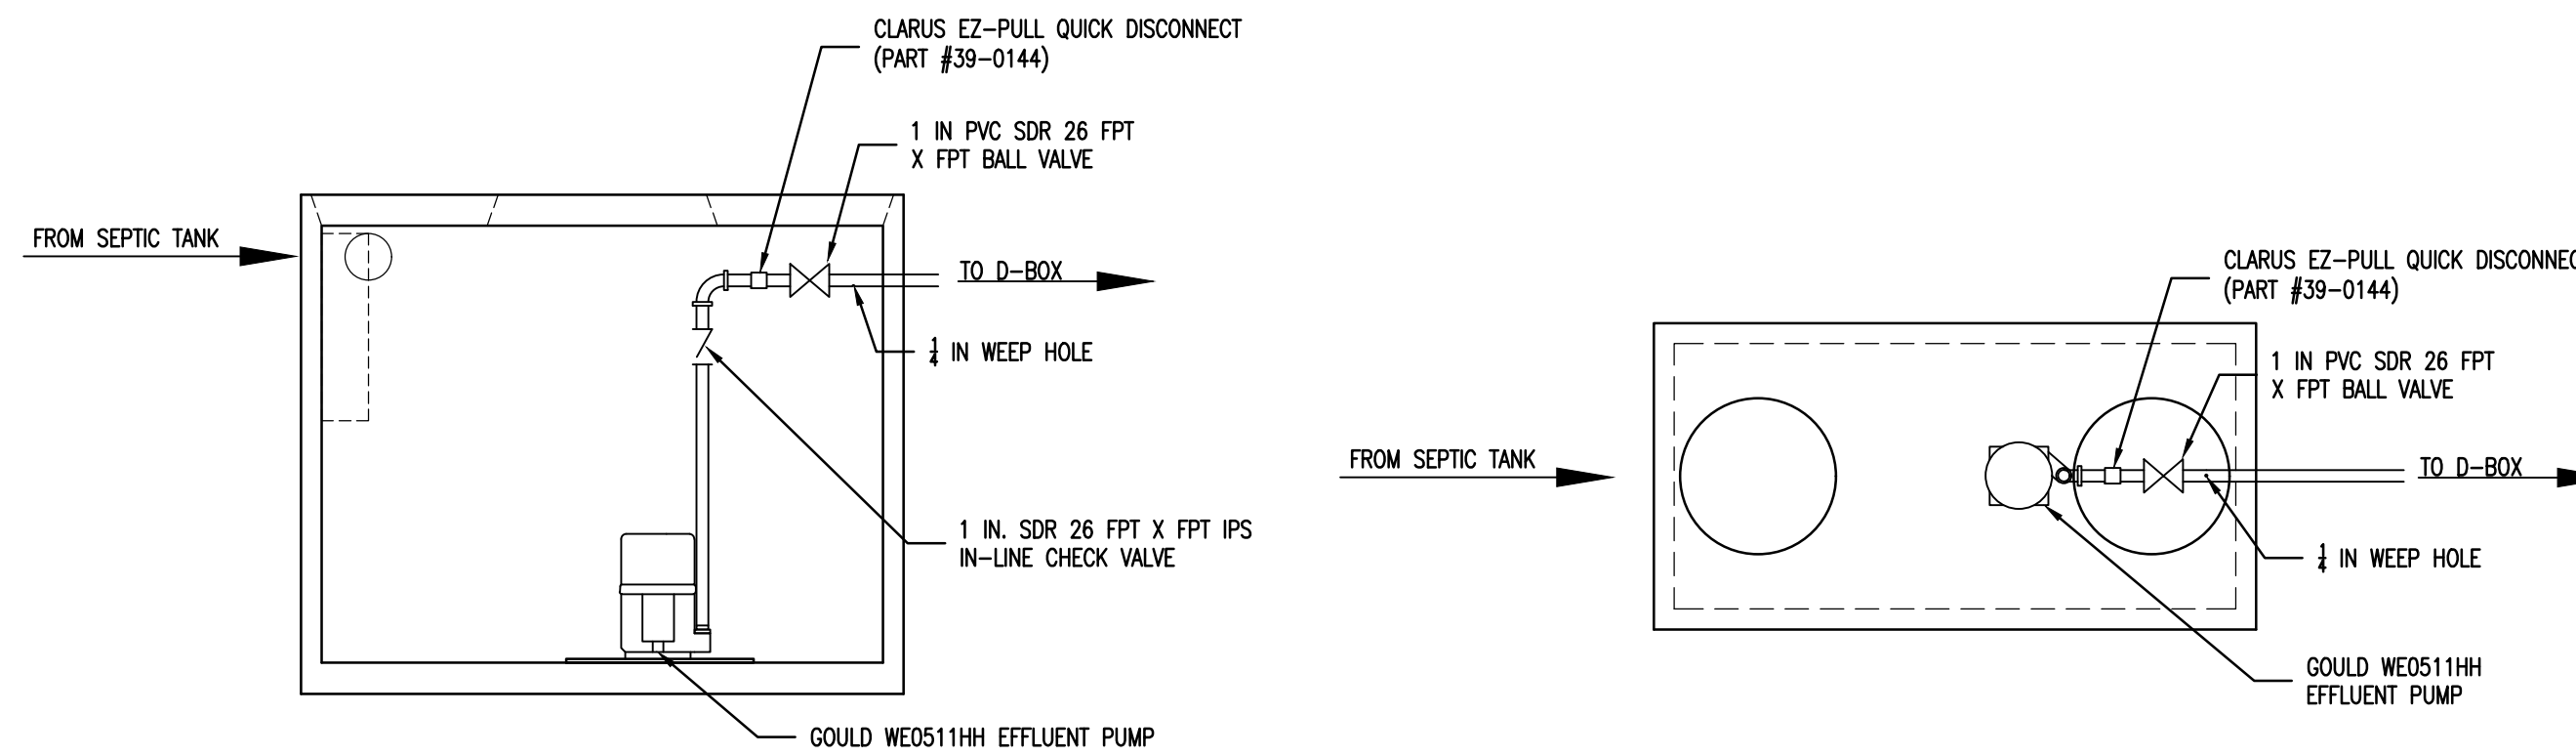 CLARUS EZ-PULL QUICK DISCONNECT
(PART #39-0144)
1 IN PVC SDR 26 FPT
X FPT BALL VALVE
FROM SEPTIC TANK
TO D-BOX
1/4 IN WEEP HOLE
1 IN. SDR 26 FPT X FPT IPS
IN-LINE CHECK VALVE
GOULD WE0511HH EFFLUENT PUMP
CLARUS EZ-PULL QUICK DISCONNEC
(PART #39-0144)
1 IN PVC SDR 26 FPT
X FPT BALL VALVE
FROM SEPTIC TANK
TO D-BOX
1/4 IN WEEP HOLE
GOULD WE0511HH
EFFLUENT PUMP